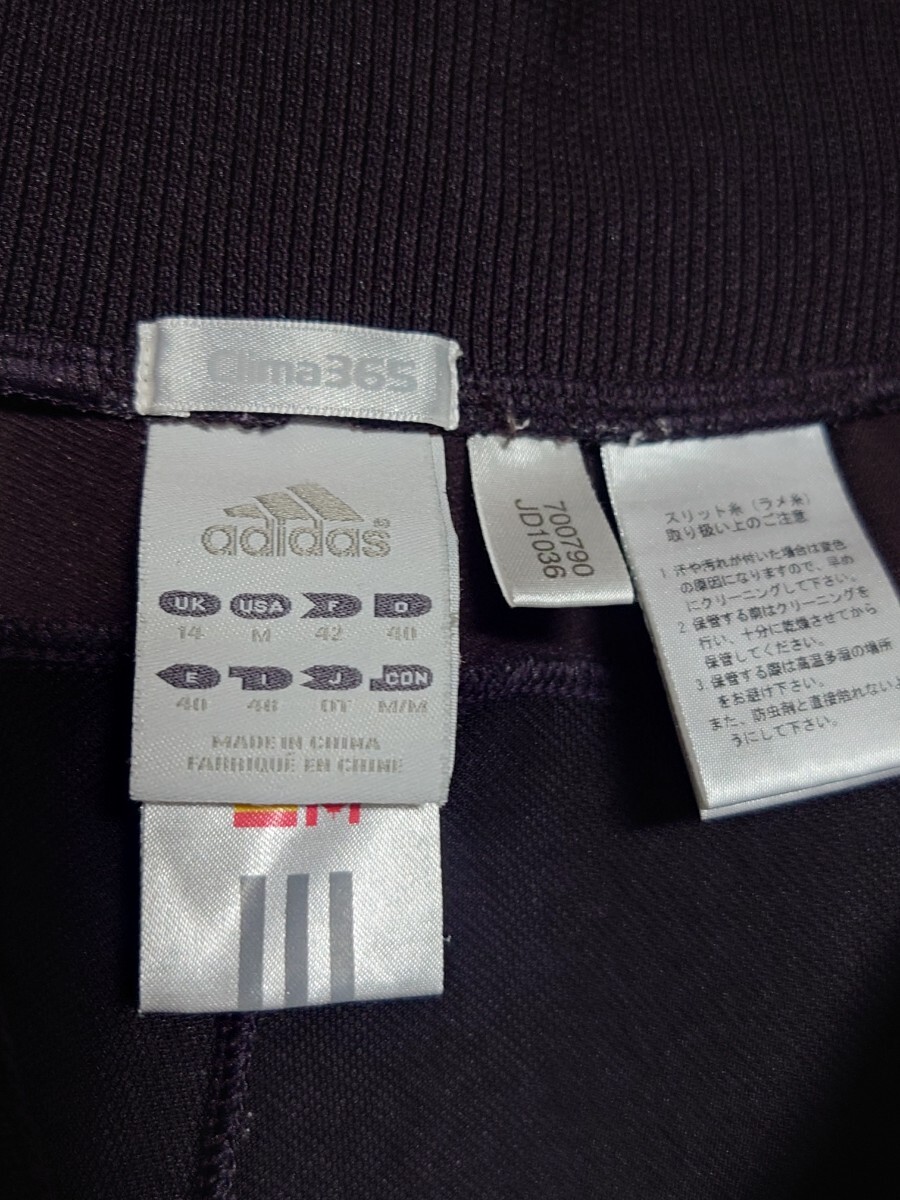 Clima365
adidas®
UK USA F D
14 M 42 40
E I J CON
40 46 OT M/M
MADE IN CHINA
FABRIQUÉ EN CHINE
700790
JD1036
スリット糸（ラメ糸）
取り扱い上のご注意
1. 汗や汚れが付いた場合は変色
の原因になりますので、早め
にクリーニングして下さい。
2. 保管する際はクリーニングを
行い、十分に乾燥させてから
保管してください。
3. 保管する際は高温多湿の場所
をお避け下さい。
また、防虫剤と直接触れないよ
うにして下さい。